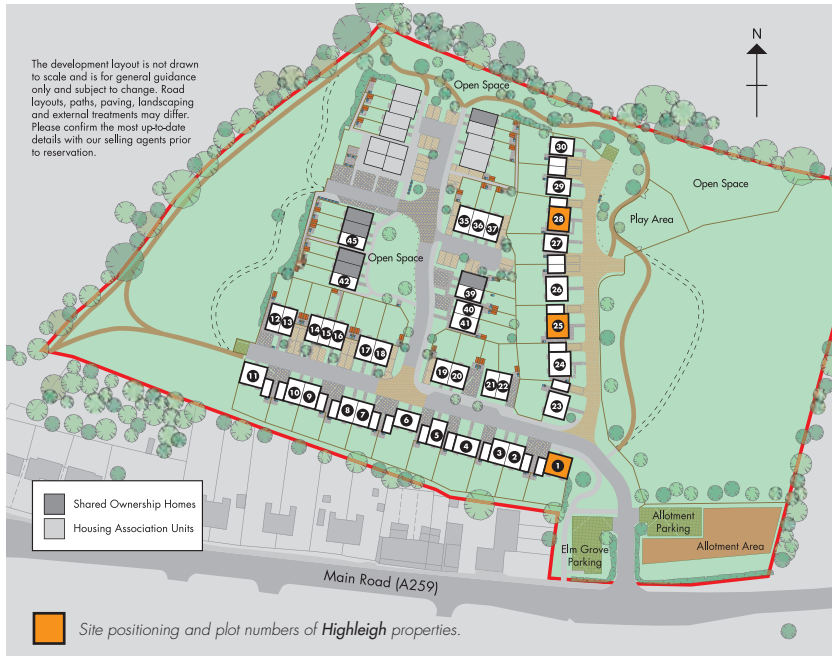 The development layout is not drawn
to scale and is for general guidance
only and subject to change. Road
layouts, paths, paving, landscaping
and external treatments may differ.
Please confirm the most up-to-date
details with our selling agents prior
to reservation.
N
Open Space
30
29
28
27
26
25
24
23
Open Space
Play Area
35 36 37
45
42
Open Space
39
40
41
12 13
14 15 16
17 18
19 20
21 22
11
10 9
8 7
6
5
4
3 2
1
Shared Ownership Homes
Housing Association Units
Allotment
Parking
Allotment Area
Elm Grove
Parking
Main Road (A259)
Site positioning and plot numbers of Highleigh properties.